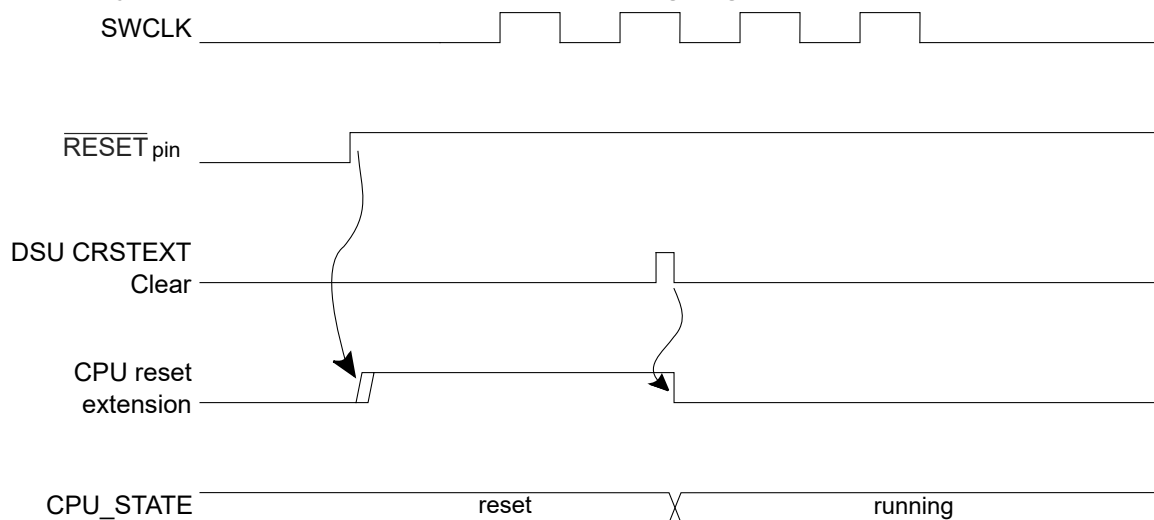 SWCLK
RESET pin
DSU CRSTEXT
Clear
CPU reset
extension
CPU_STATE reset running